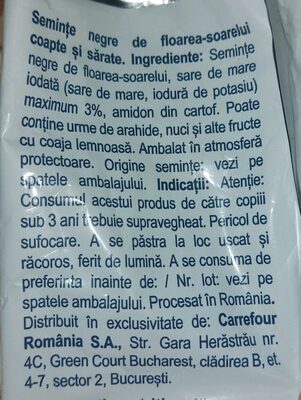 Semințe negre de floarea-soarelui
coapte și sărate. Ingrediente: Semințe
negre de floarea-soarelui, sare de mare
iodată (sare de mare, iodură de potasiu)
maximum 3%, amidon din cartof. Poate
conține urme de arahide, nuci și alte fructe
cu coaja lemnoasă. Ambalat în atmosferă
protectoare. Origine semințe: vezi pe
spatele ambalajului. Indicații: Atenție:
Consumul acestui produs de către copiii
sub 3 ani trebuie supravegheat. Pericol de
sufocare. A se păstra la loc uscat și
răcoros, ferit de lumină. A se consuma de
preferința inainte de: / Nr. lot: vezi pe
spatele ambalajului. Procesat în România.
Distribuit în exclusivitate de: Carrefour
România S.A., Str. Gara Herăstrău nr.
4C, Green Court Bucharest, clădirea B, et.
4-7, sector 2, București.